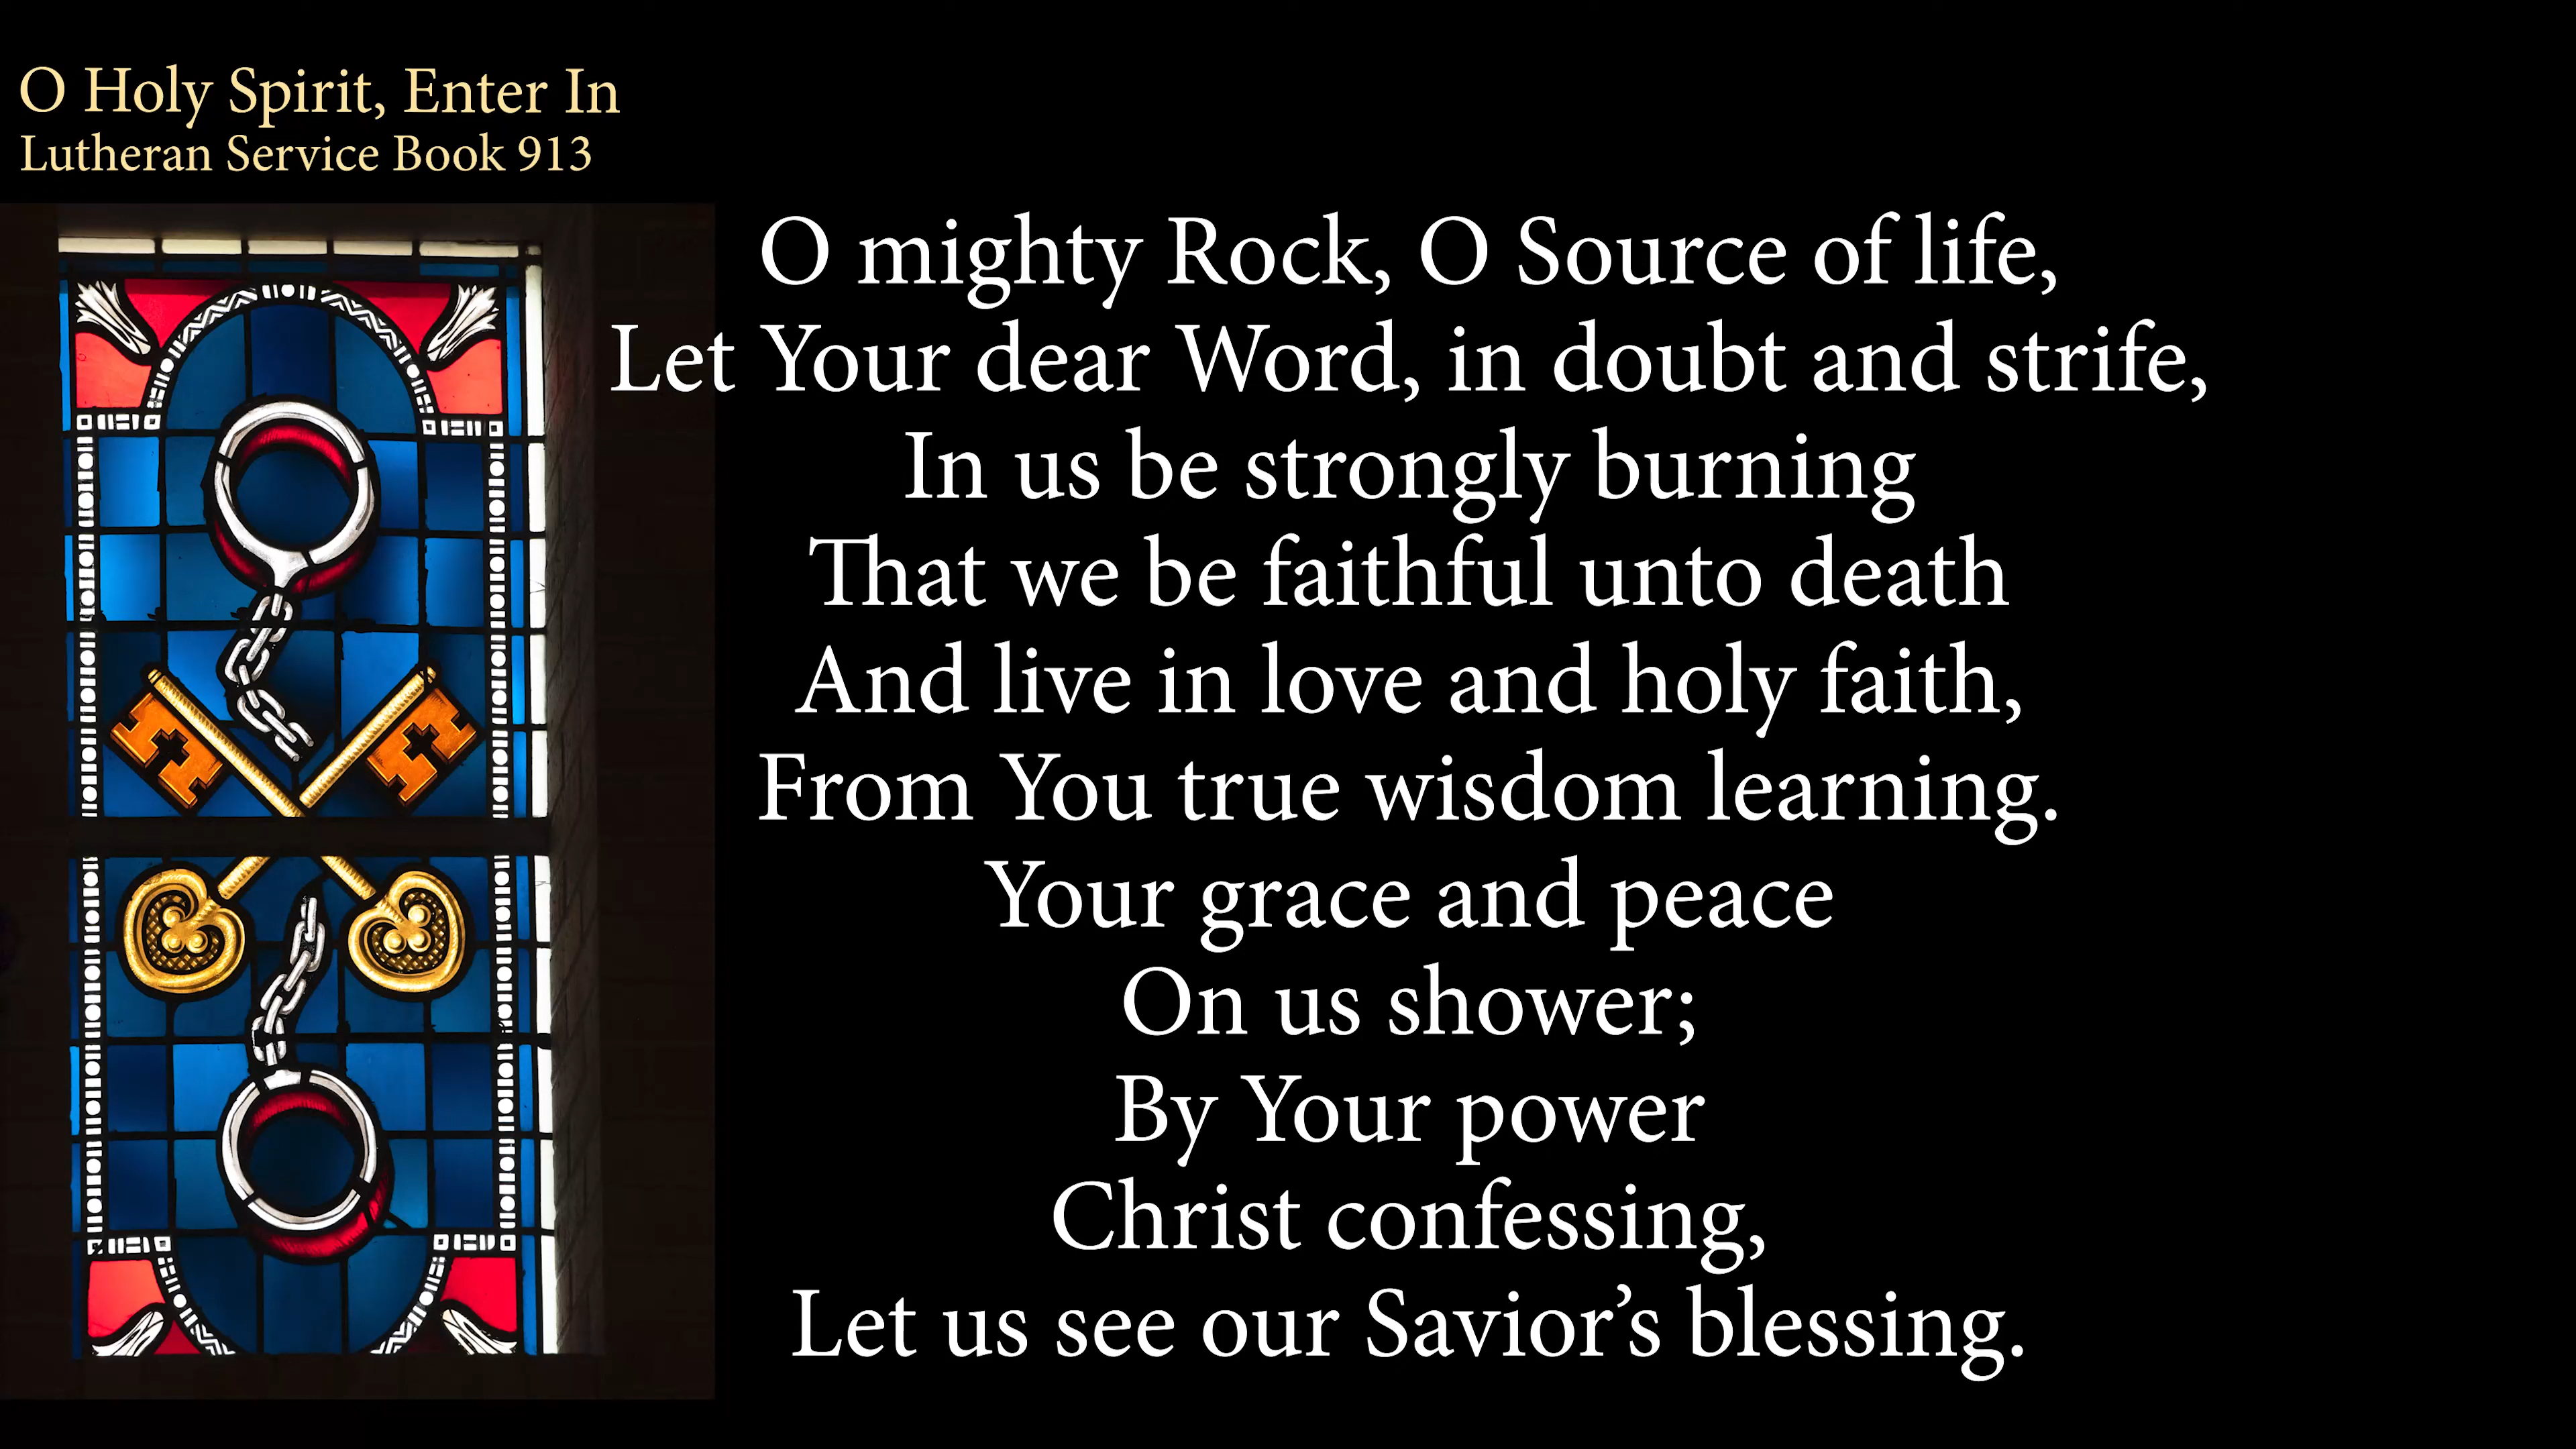 O Holy Spirit, Enter In
Lutheran Service Book 913
O mighty Rock, O Source of life,
Let Your dear Word, in doubt and strife,
In us be strongly burning
That we be faithful unto death
And live in love and holy faith,
From You true wisdom learning.
Your grace and peace
On us shower;
By Your power
Christ confessing,
Let us see our Savior’s blessing.